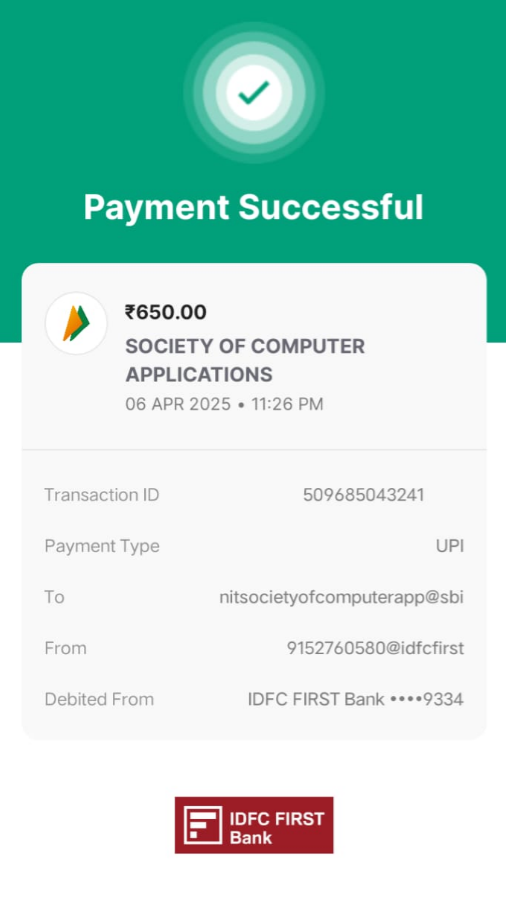 Payment Successful
₹650.00
SOCIETY OF COMPUTER
APPLICATIONS
06 APR 2025 • 11:26 PM
Transaction ID 509685043241
Payment Type UPI
To nitsocietyofcomputerapp@sbi
From 9152760580@idfcfirst
Debited From IDFC FIRST Bank ••••9334
IDFC FIRST
Bank